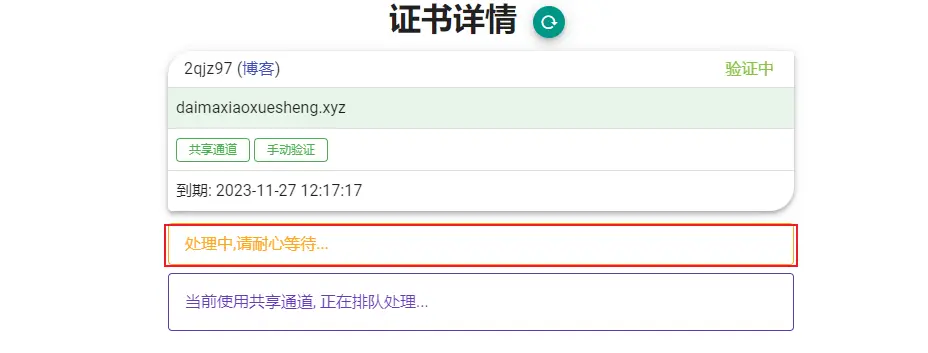 证书详情
2qjz97 (博客) 验证中
daimaxiaoxuesheng.xyz
共享通道 手动验证
到期: 2023-11-27 12:17:17
处理中,请耐心等待...
当前使用共享通道, 正在排队处理...